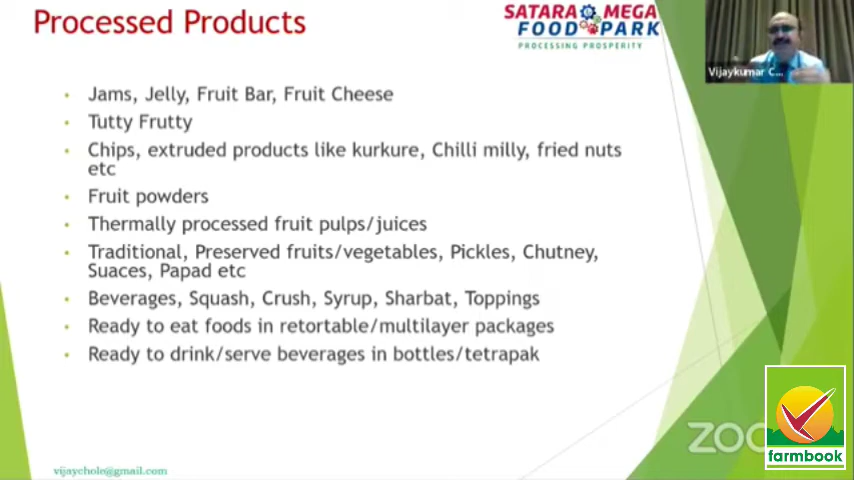 Processed Products
SATARA MEGA
FOOD PARK
PROCESSING PROSPERITY
Vijaykumar C...
• Jams, Jelly, Fruit Bar, Fruit Cheese
• Tutty Frutty
• Chips, extruded products like kurkure, Chilli milly, fried nuts
etc
• Fruit powders
• Thermally processed fruit pulps/juices
• Traditional, Preserved fruits/vegetables, Pickles, Chutney,
Suaces, Papad etc
• Beverages, Squash, Crush, Syrup, Sharbat, Toppings
• Ready to eat foods in retortable/multilayer packages
• Ready to drink/serve beverages in bottles/tetrapak
farmbook
vijaychole@gmail.com